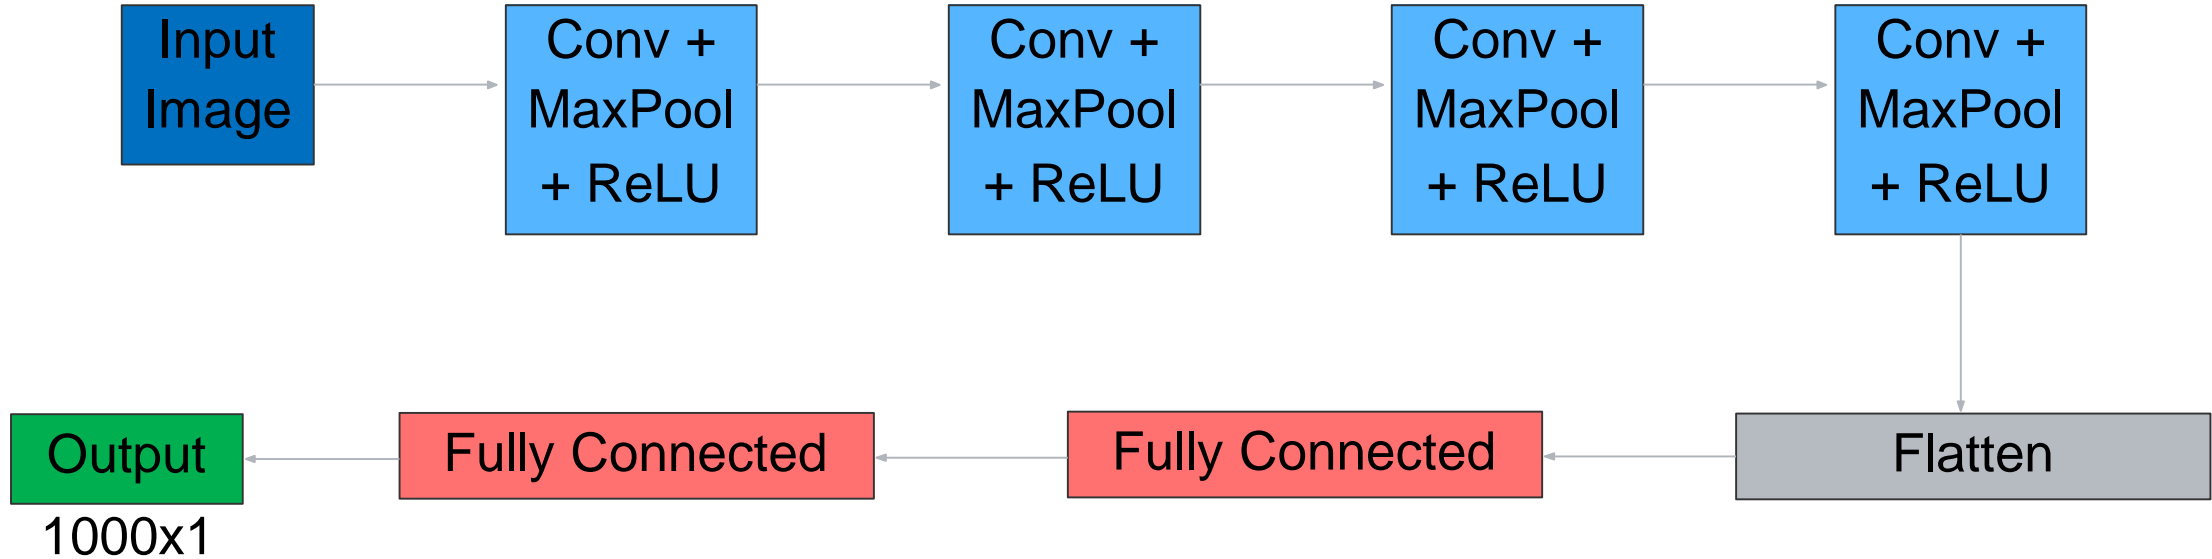 Input
Image
Conv +
MaxPool
+ ReLU
Conv +
MaxPool
+ ReLU
Conv +
MaxPool
+ ReLU
Conv +
MaxPool
+ ReLU
Flatten
Fully Connected
Fully Connected
Output
1000x1